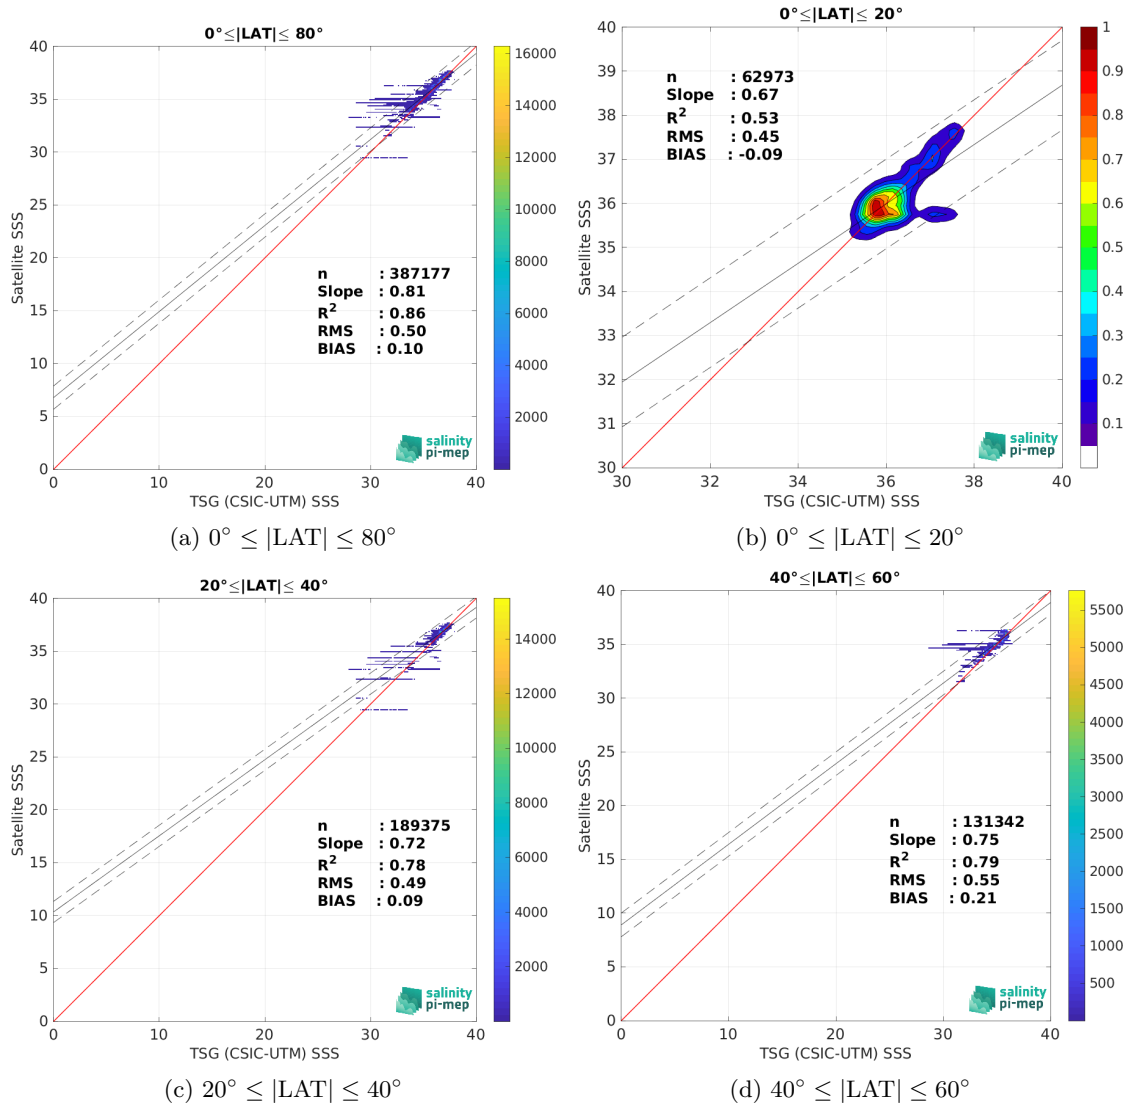 0°≤|LAT|≤ 80°
40
35
30
25
20
15
10
5
0
Satellite SSS
n : 387177
Slope : 0.81
R2 : 0.86
RMS : 0.50
BIAS : 0.10
salinity
pi-mep
0 10 20 30 40
TSG (CSIC-UTM) SSS
16000
14000
12000
10000
8000
6000
4000
2000
(a) 0° ≤ |LAT| ≤ 80°
0°≤|LAT|≤ 20°
40
39
38
37
36
35
34
33
32
31
30
Satellite SSS
n : 62973
Slope : 0.67
R2 : 0.53
RMS : 0.45
BIAS : -0.09
salinity
pi-mep
30 32 34 36 38 40
TSG (CSIC-UTM) SSS
1
0.9
0.8
0.7
0.6
0.5
0.4
0.3
0.2
0.1
(b) 0° ≤ |LAT| ≤ 20°
20°≤|LAT|≤ 40°
40
35
30
25
20
15
10
5
0
Satellite SSS
n : 189375
Slope : 0.72
R2 : 0.78
RMS : 0.49
BIAS : 0.09
salinity
pi-mep
0 10 20 30 40
TSG (CSIC-UTM) SSS
14000
12000
10000
8000
6000
4000
2000
(c) 20° ≤ |LAT| ≤ 40°
40°≤|LAT|≤ 60°
40
35
30
25
20
15
10
5
0
Satellite SSS
n : 131342
Slope : 0.75
R2 : 0.79
RMS : 0.55
BIAS : 0.21
salinity
pi-mep
0 10 20 30 40
TSG (CSIC-UTM) SSS
5500
5000
4500
4000
3500
3000
2500
2000
1500
1000
500
(d) 40° ≤ |LAT| ≤ 60°